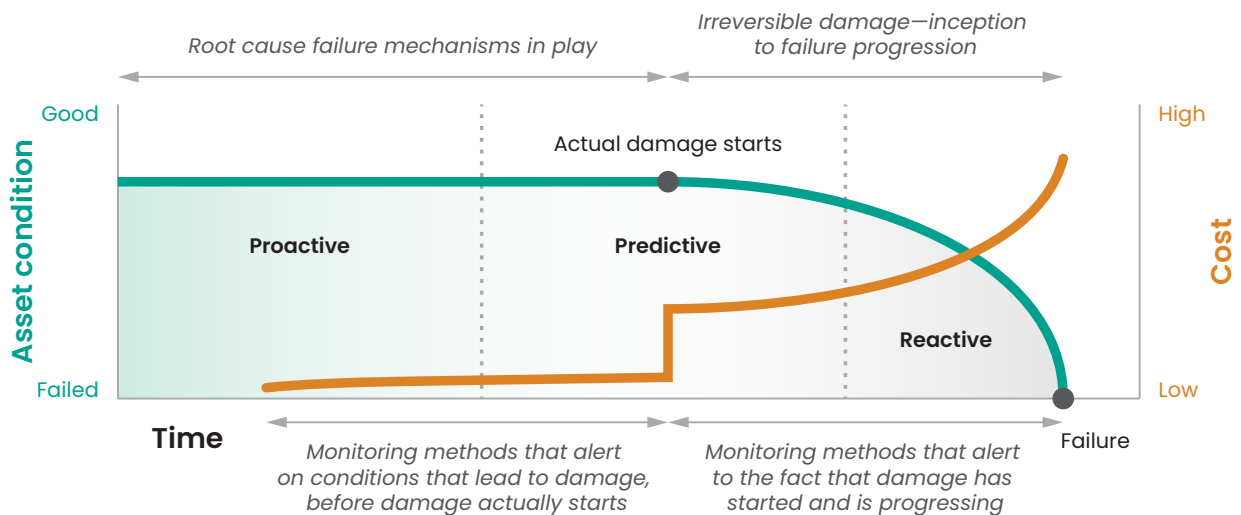 Root cause failure mechanisms in play
Irreversible damage—inception
to failure progression
Good
High
Actual damage starts
Asset condition
Proactive
Predictive
Cost
Reactive
Failed
Low
Time
Failure
Monitoring methods that alert
on conditions that lead to damage,
before damage actually starts
Monitoring methods that alert
to the fact that damage has
started and is progressing